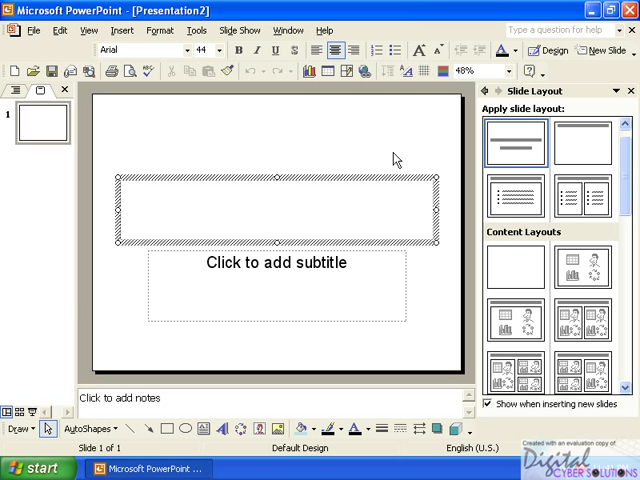 Microsoft PowerPoint - [Presentation2]
File Edit View Insert Format Tools Slide Show Window Help
Type a question for help
Arial 44 B I U S A A A Design New Slide
48%
1
Slide Layout
Apply slide layout:
Content Layouts
Show when inserting new slides
Click to add subtitle
Click to add notes
Draw AutoShapes
Slide 1 of 1 Default Design English (U.S.)
start Microsoft PowerPoint ...
Created with an evaluation copy of
Digital
CYBER SOLUTIONS